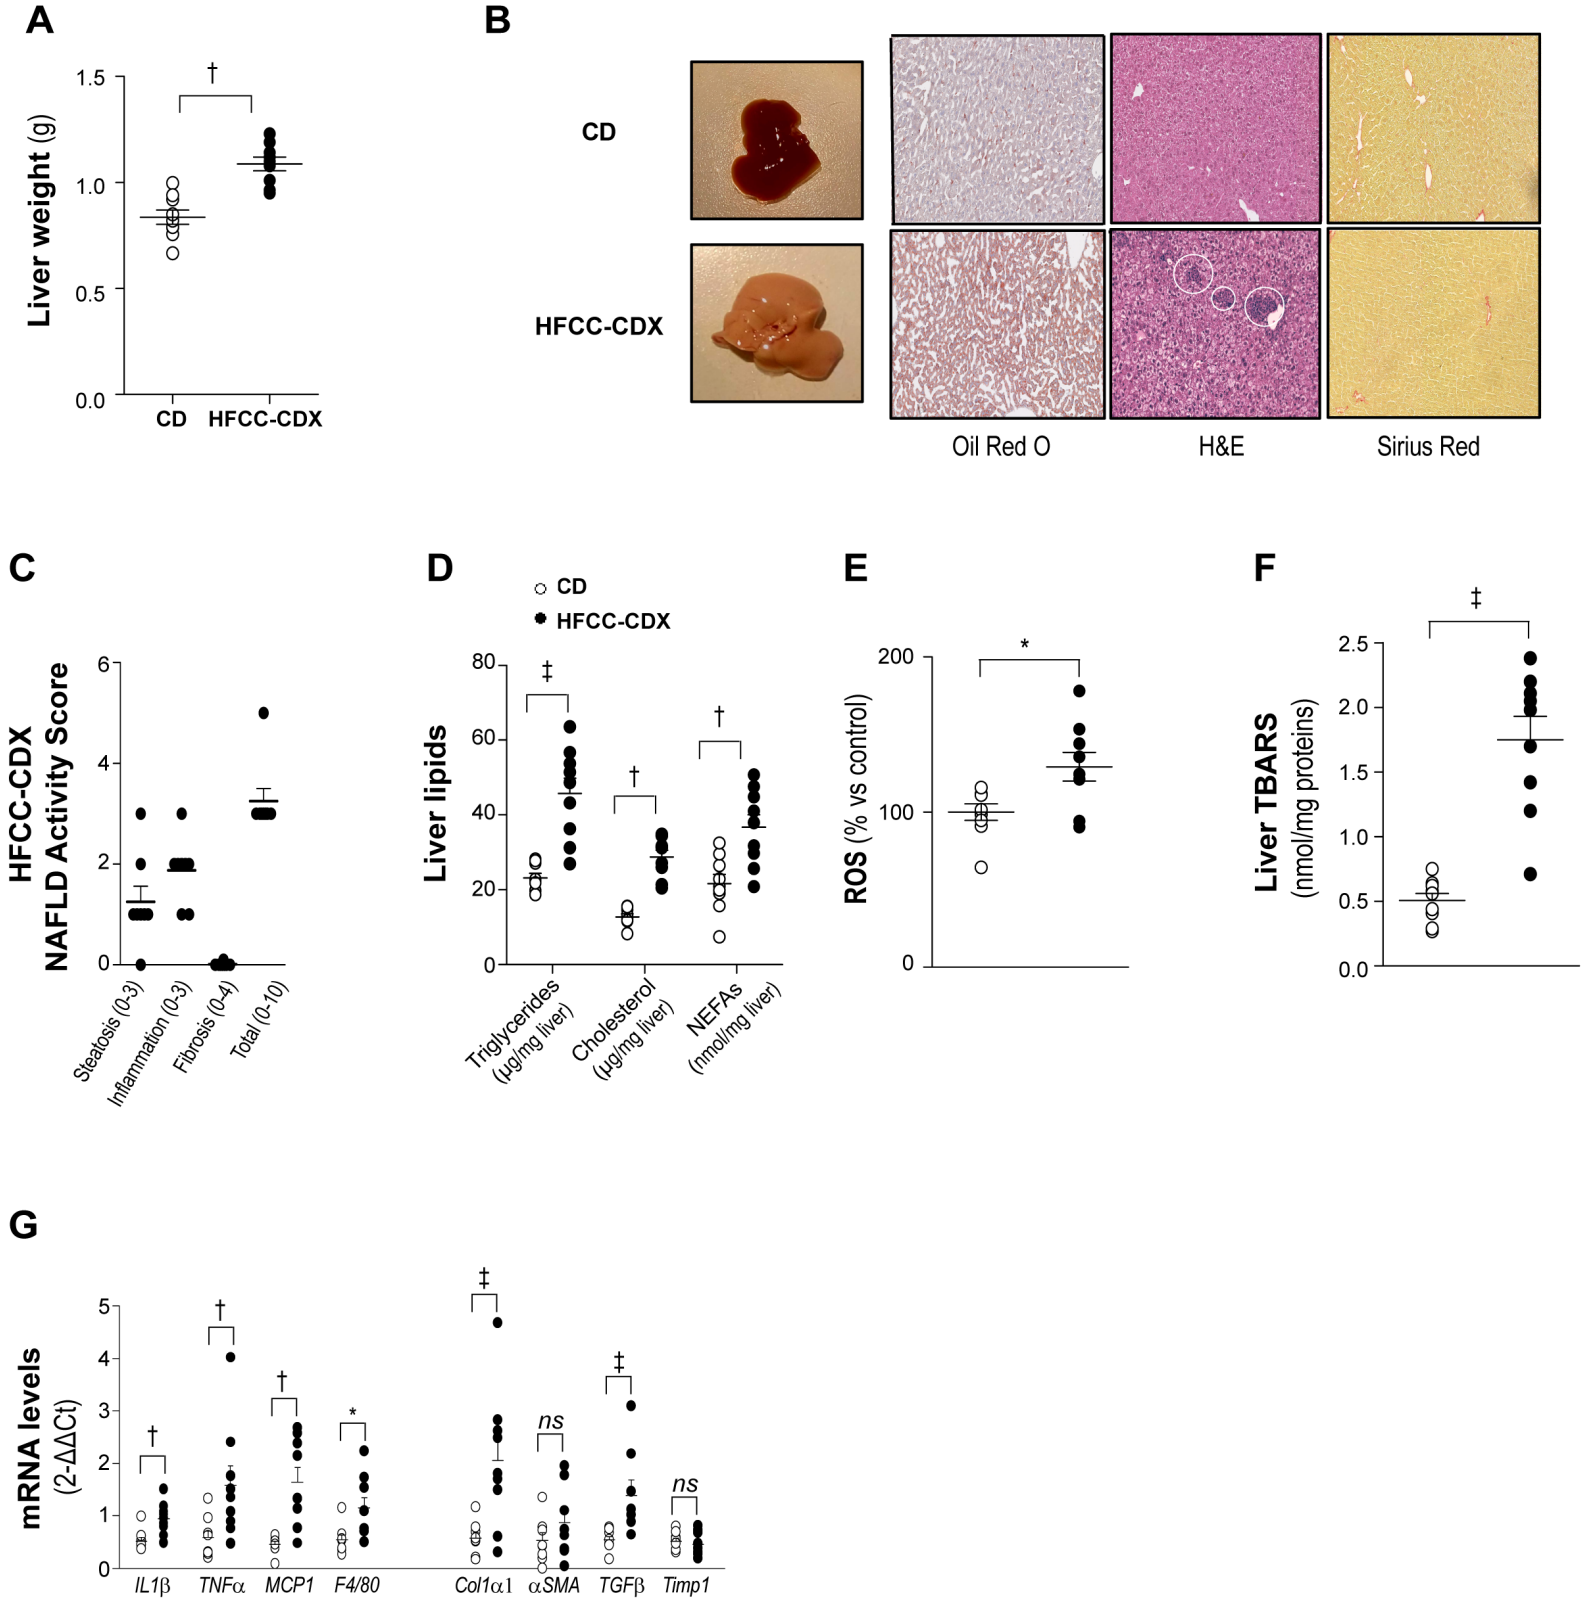 A
Liver weight (g)
1.5
1.0
0.5
0.0
†
CD
HFCC-CDX
B
CD
HFCC-CDX
Oil Red O
H&E
Sirius Red
C
HFCC-CDX
NAFLD Activity Score
6
4
2
0
Steatosis (0-3)
Inflammation (0-3)
Fibrosis (0-4)
Total (0-10)
D
CD
HFCC-CDX
Liver lipids
80
60
40
20
0
‡
†
†
Triglycerides
(µg/mg liver)
Cholesterol
(µg/mg liver)
NEFAs
(nmol/mg liver)
E
ROS (% vs control)
200
100
0
*
F
Liver TBARS
(nmol/mg proteins)
2.5
2.0
1.5
1.0
0.5
0.0
‡
G
mRNA levels
(2-ΔΔCt)
5
4
3
2
1
0
†
†
†
*
‡
ns
‡
ns
IL1β
TNFα
MCP1
F4/80
Col1α1
αSMA
TGFβ
Timp1